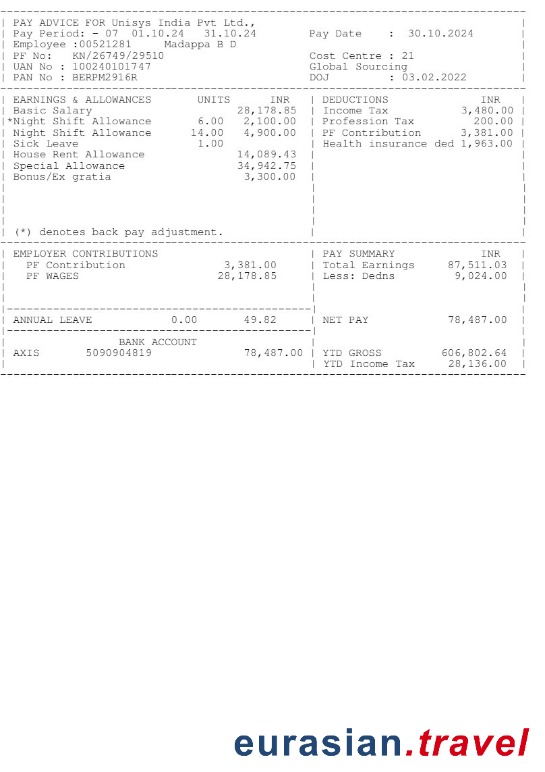 PAY ADVICE FOR Unisys India Pvt Ltd.,
Pay Period: - 07 01.10.24 31.10.24 Pay Date : 30.10.2024
Employee :00521281 Madappa B D
PF No: KN/26749/29510 Cost Centre : 21
UAN No : 100240101747 Global Sourcing
PAN No : BERPM2916R DOJ : 03.02.2022
EARNINGS & ALLOWANCES UNITS INR | DEDUCTIONS INR
Basic Salary 28,178.85 | Income Tax 3,480.00
*Night Shift Allowance 6.00 2,100.00 | Profession Tax 200.00
Night Shift Allowance 14.00 4,900.00 | PF Contribution 3,381.00
Sick Leave 1.00 | Health insurance ded 1,963.00
House Rent Allowance 14,089.43
Special Allowance 34,942.75
Bonus/Ex gratia 3,300.00
(*) denotes back pay adjustment.
EMPLOYER CONTRIBUTIONS | PAY SUMMARY INR
PF Contribution 3,381.00 | Total Earnings 87,511.03
PF WAGES 28,178.85 | Less: Dedns 9,024.00
ANNUAL LEAVE 0.00 49.82 | NET PAY 78,487.00
BANK ACCOUNT
AXIS 5090904819 78,487.00 | YTD GROSS 606,802.64
YTD Income Tax 28,136.00
eurasian.travel